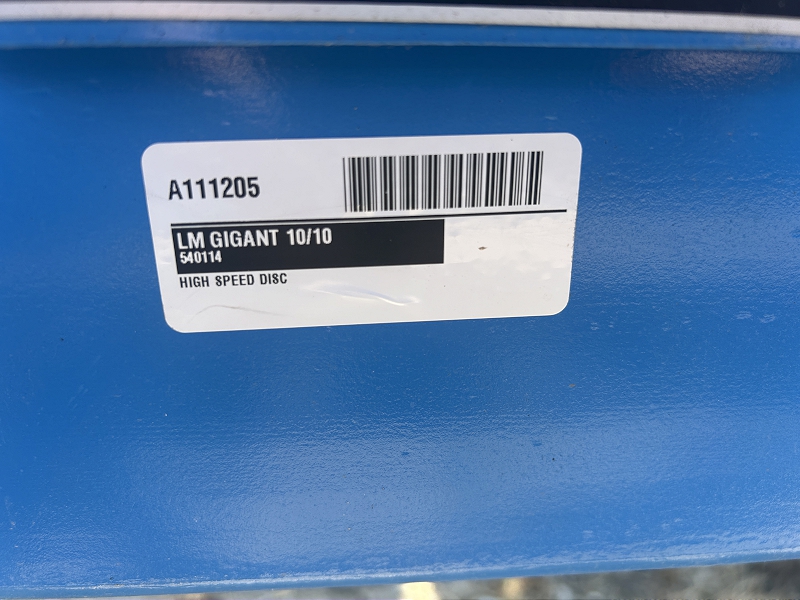 A111205
LM GIGANT 10/10
540114
HIGH SPEED DISC